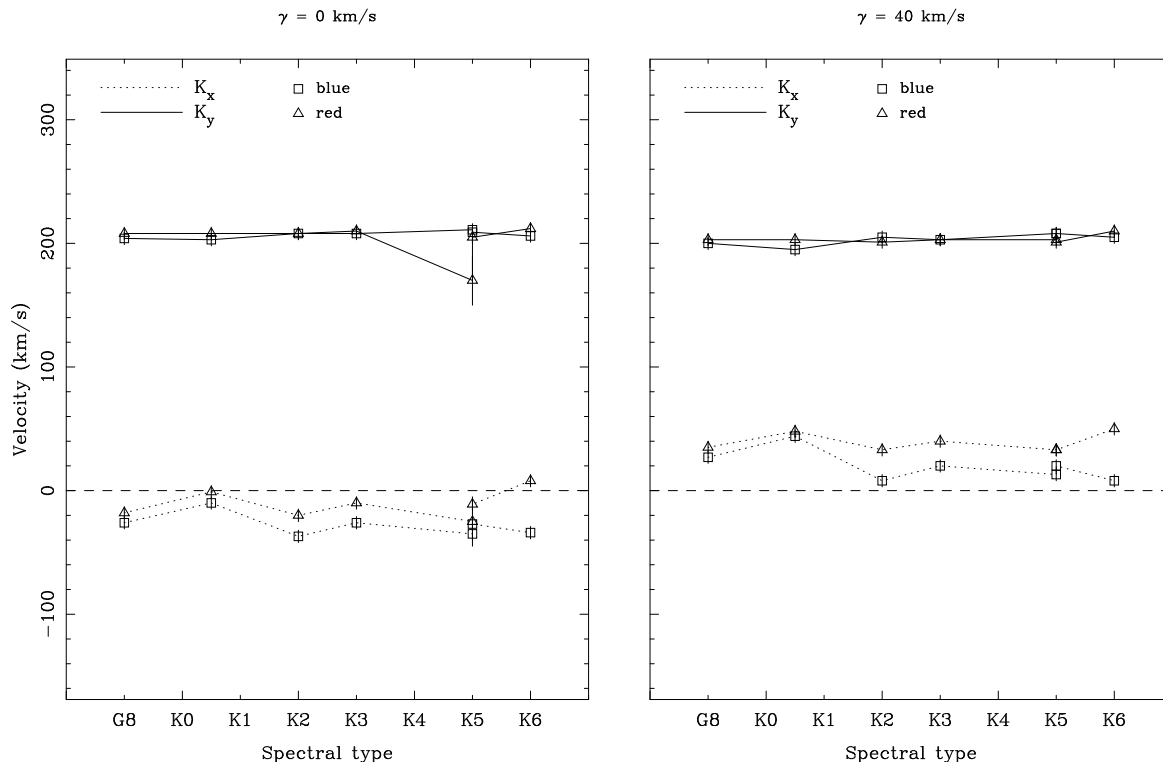 γ = 0 km/s
K_x
blue
K_y
red
300
200
100
0
−100
Velocity (km/s)
G8 K0 K1 K2 K3 K4 K5 K6
Spectral type
γ = 40 km/s
K_x
blue
K_y
red
G8 K0 K1 K2 K3 K4 K5 K6
Spectral type